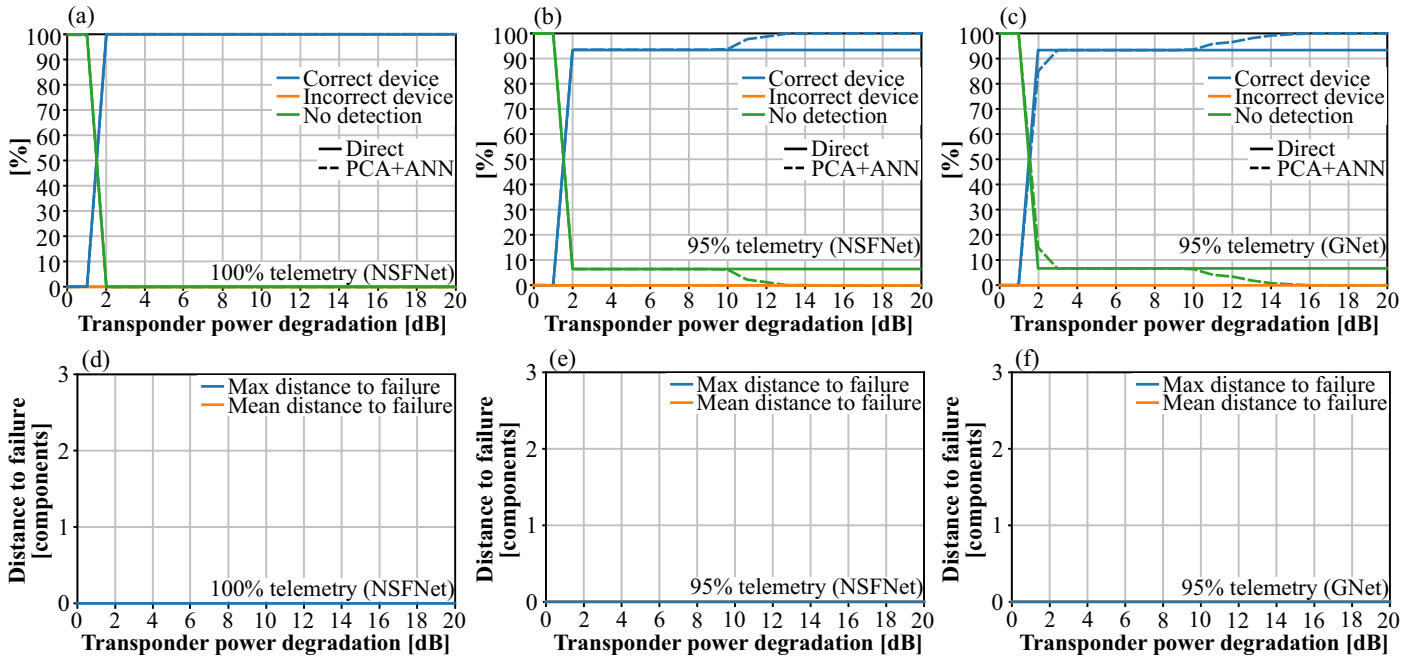 (a)
100
90
80
70
60
50
40
30
20
10
0
[%]
Correct device
Incorrect device
No detection
Direct
PCA+ANN
100% telemetry (NSFNet)
0 2 4 6 8 10 12 14 16 18 20
Transponder power degradation [dB]
(b)
100
90
80
70
60
50
40
30
20
10
0
[%]
Correct device
Incorrect device
No detection
Direct
PCA+ANN
95% telemetry (NSFNet)
0 2 4 6 8 10 12 14 16 18 20
Transponder power degradation [dB]
(c)
100
90
80
70
60
50
40
30
20
10
0
[%]
Correct device
Incorrect device
No detection
Direct
PCA+ANN
95% telemetry (GNet)
0 2 4 6 8 10 12 14 16 18 20
Transponder power degradation [dB]
(d)
3
2
1
0
Distance to failure
[components]
Max distance to failure
Mean distance to failure
100% telemetry (NSFNet)
2 4 6 8 10 12 14 16 18 20
Transponder power degradation [dB]
(e)
3
2
1
0
Distance to failure
[components]
Max distance to failure
Mean distance to failure
95% telemetry (NSFNet)
0 2 4 6 8 10 12 14 16 18 20
Transponder power degradation [dB]
(f)
3
2
1
0
Distance to failure
[components]
Max distance to failure
Mean distance to failure
95% telemetry (GNet)
0 2 4 6 8 10 12 14 16 18 20
Transponder power degradation [dB]